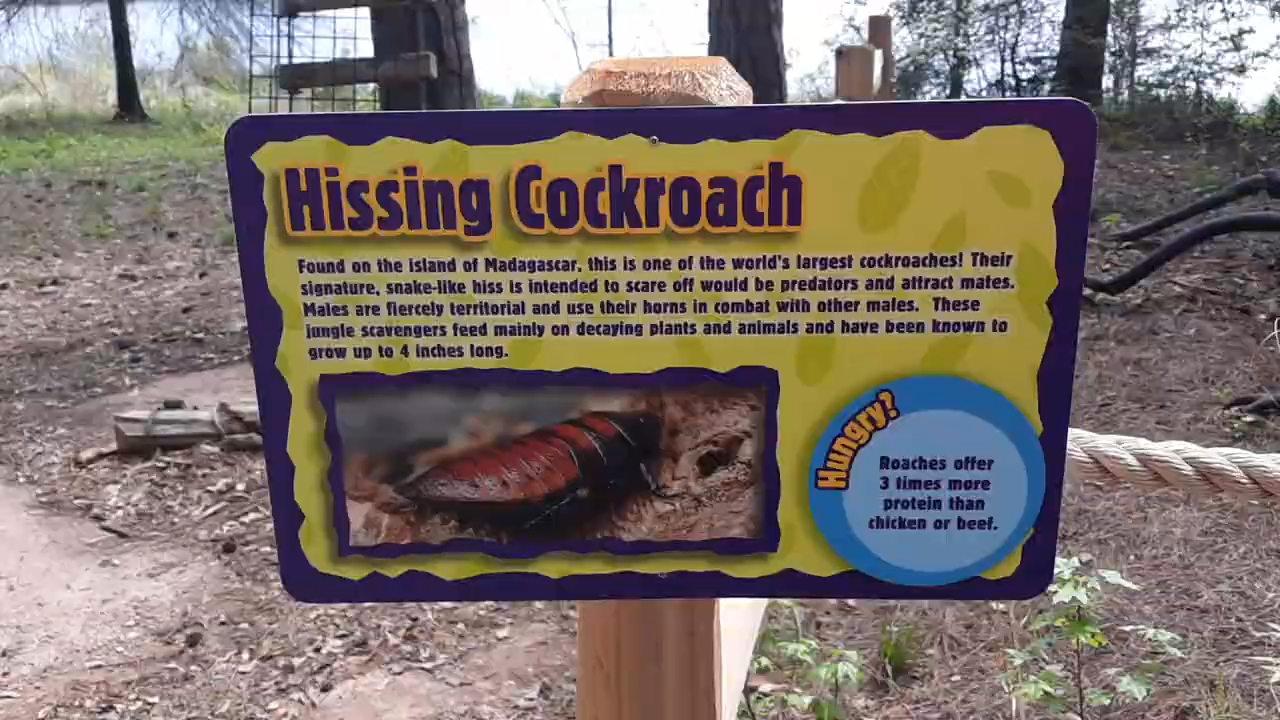 Hissing Cockroach
Found on the island of Madagascar, this is one of the world's largest cockroaches! Their
signature, snake-like hiss is intended to scare off would be predators and attract mates.
Males are fiercely territorial and use their horns in combat with other males. These
jungle scavengers feed mainly on decaying plants and animals and have been known to
grow up to 4 inches long.
Hungry?
Roaches offer
3 times more
protein than
chicken or beef.